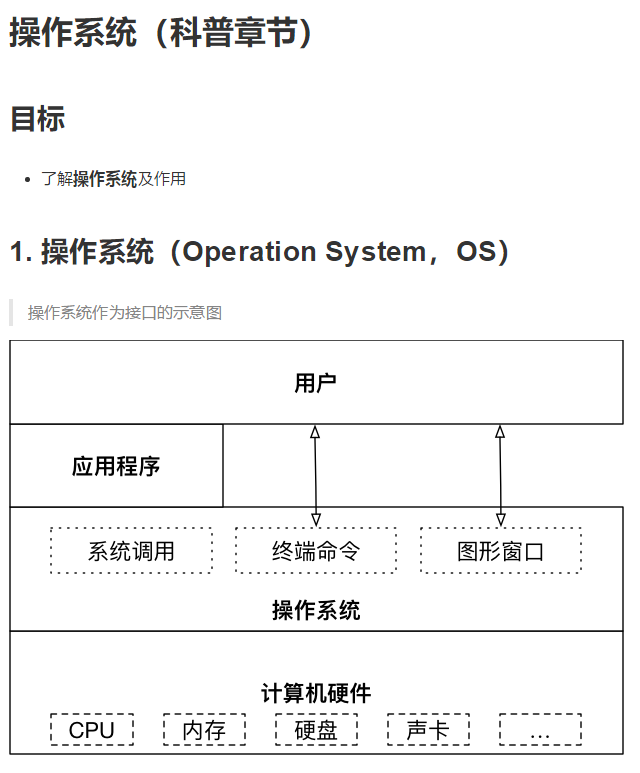 操作系统（科普章节）
目标
了解操作系统及作用
1. 操作系统（Operation System，OS）
操作系统作为接口的示意图
用户
应用程序
系统调用 终端命令 图形窗口
操作系统
计算机硬件
CPU 内存 硬盘 声卡 ...